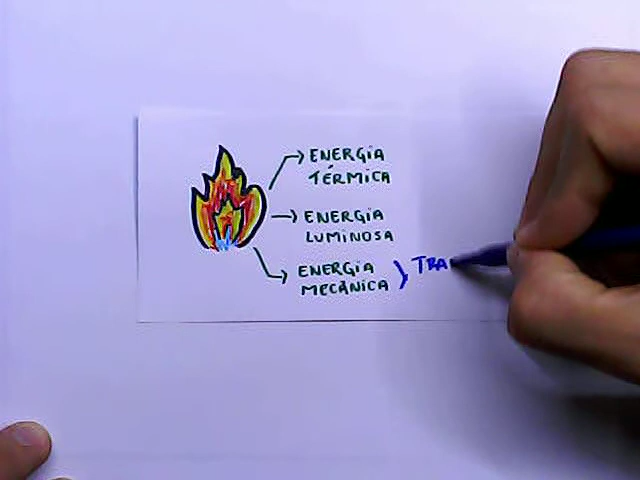 ENERGIA
TÉRMICA
ENERGIA
LUMINOSA
ENERGIA
MECÂNICA } TRA